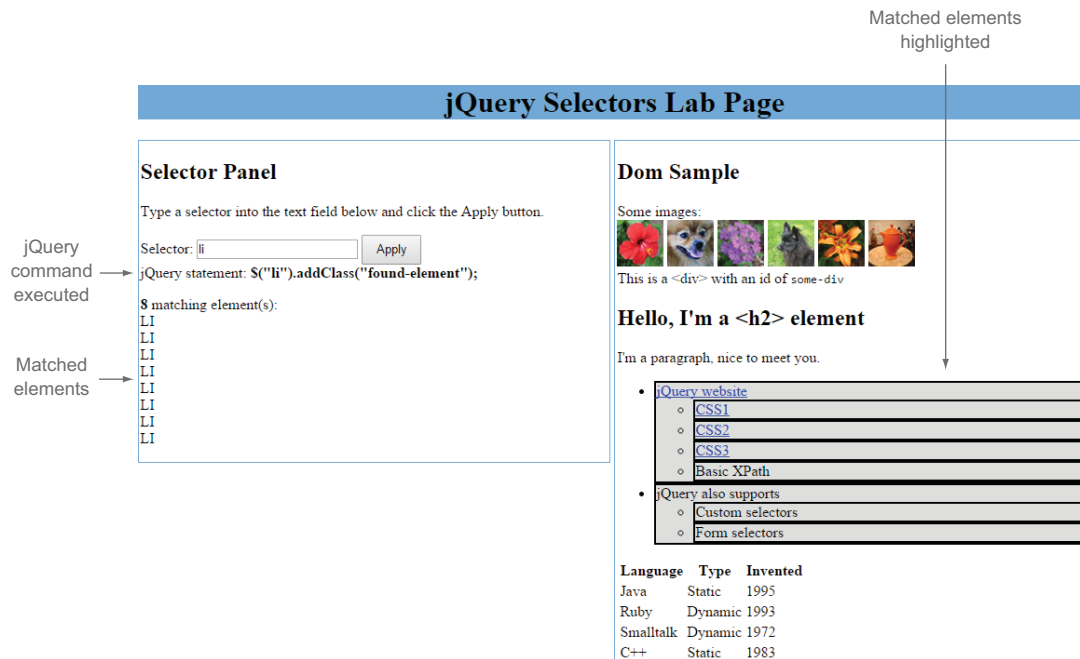 Matched elements
highlighted
jQuery Selectors Lab Page
Selector Panel
Type a selector into the text field below and click the Apply button.
Selector: li Apply
jQuery statement: $("li").addClass("found-element");
8 matching element(s):
LI
LI
LI
LI
LI
LI
LI
LI
jQuery
command
executed
Matched
elements
Dom Sample
Some images:
This is a <div> with an id of some-div
Hello, I'm a <h2> element
I'm a paragraph, nice to meet you.
jQuery website
CSS1
CSS2
CSS3
Basic XPath
jQuery also supports
Custom selectors
Form selectors
Language Type Invented
Java Static 1995
Ruby Dynamic 1993
Smalltalk Dynamic 1972
C++ Static 1983